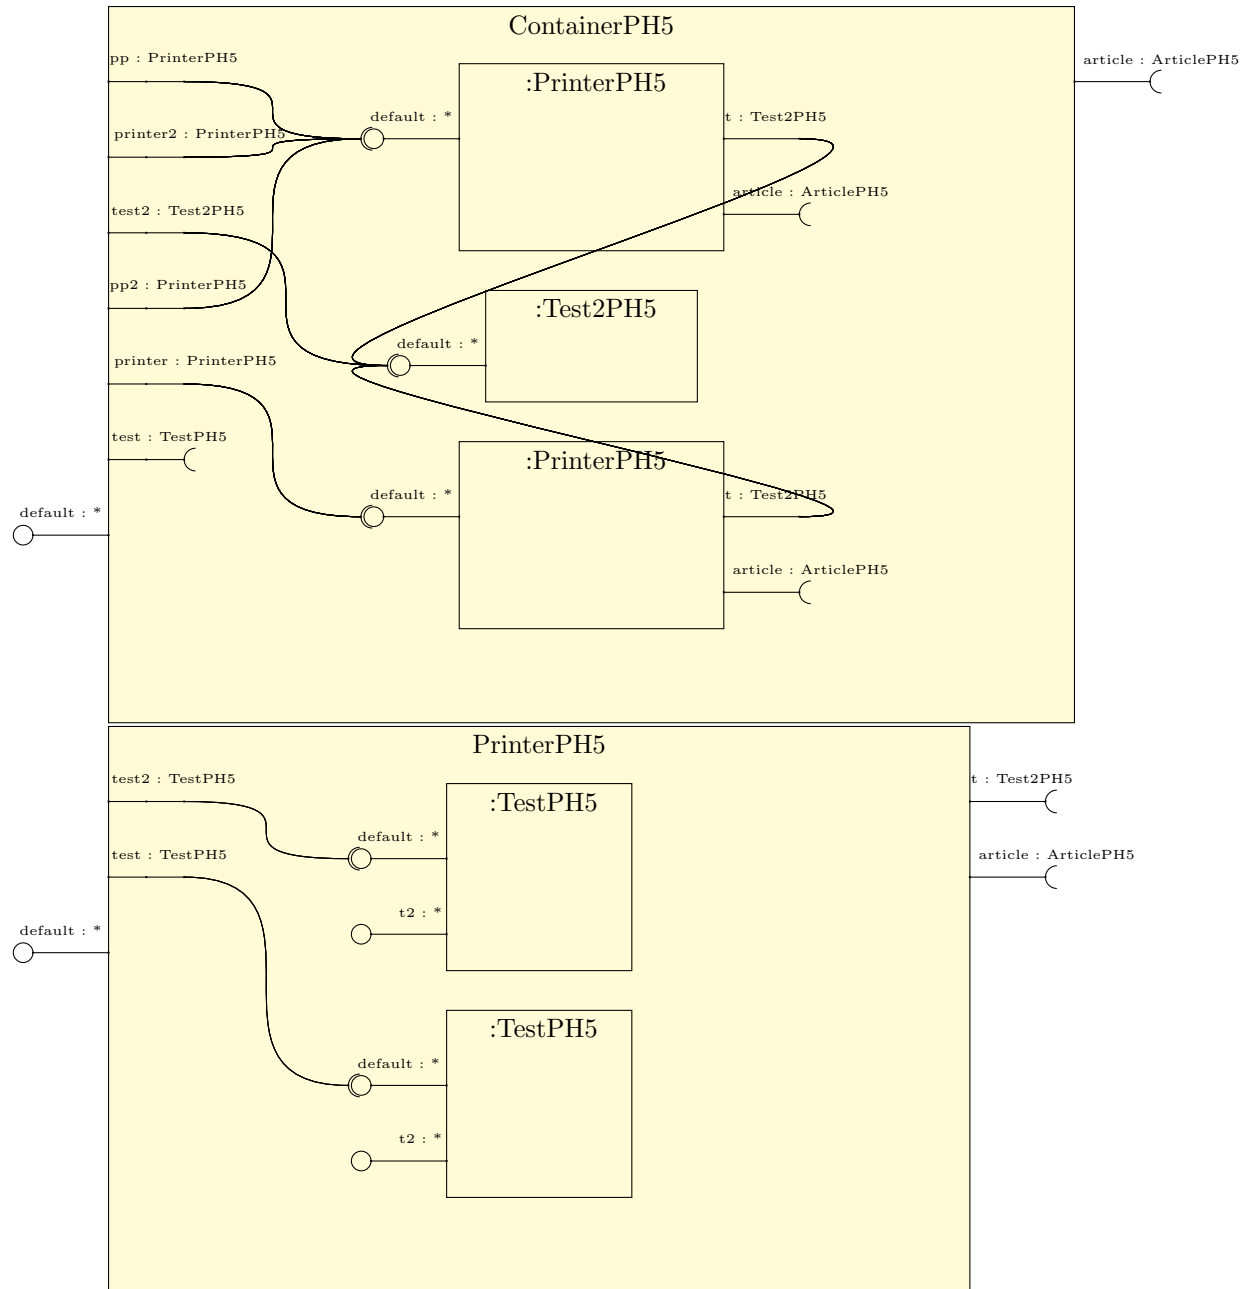 ContainerPH5
pp : PrinterPH5
article : ArticlePH5
:PrinterPH5
default : *
t : Test2PH5
printer2 : PrinterPH5
article : ArticlePH5
test2 : Test2PH5
pp2 : PrinterPH5
:Test2PH5
default : *
printer : PrinterPH5
test : TestPH5
:PrinterPH5
default : *
t : Test2PH5
default : *
article : ArticlePH5
PrinterPH5
test2 : TestPH5
t : Test2PH5
:TestPH5
default : *
test : TestPH5
article : ArticlePH5
t2 : *
default : *
:TestPH5
default : *
t2 : *